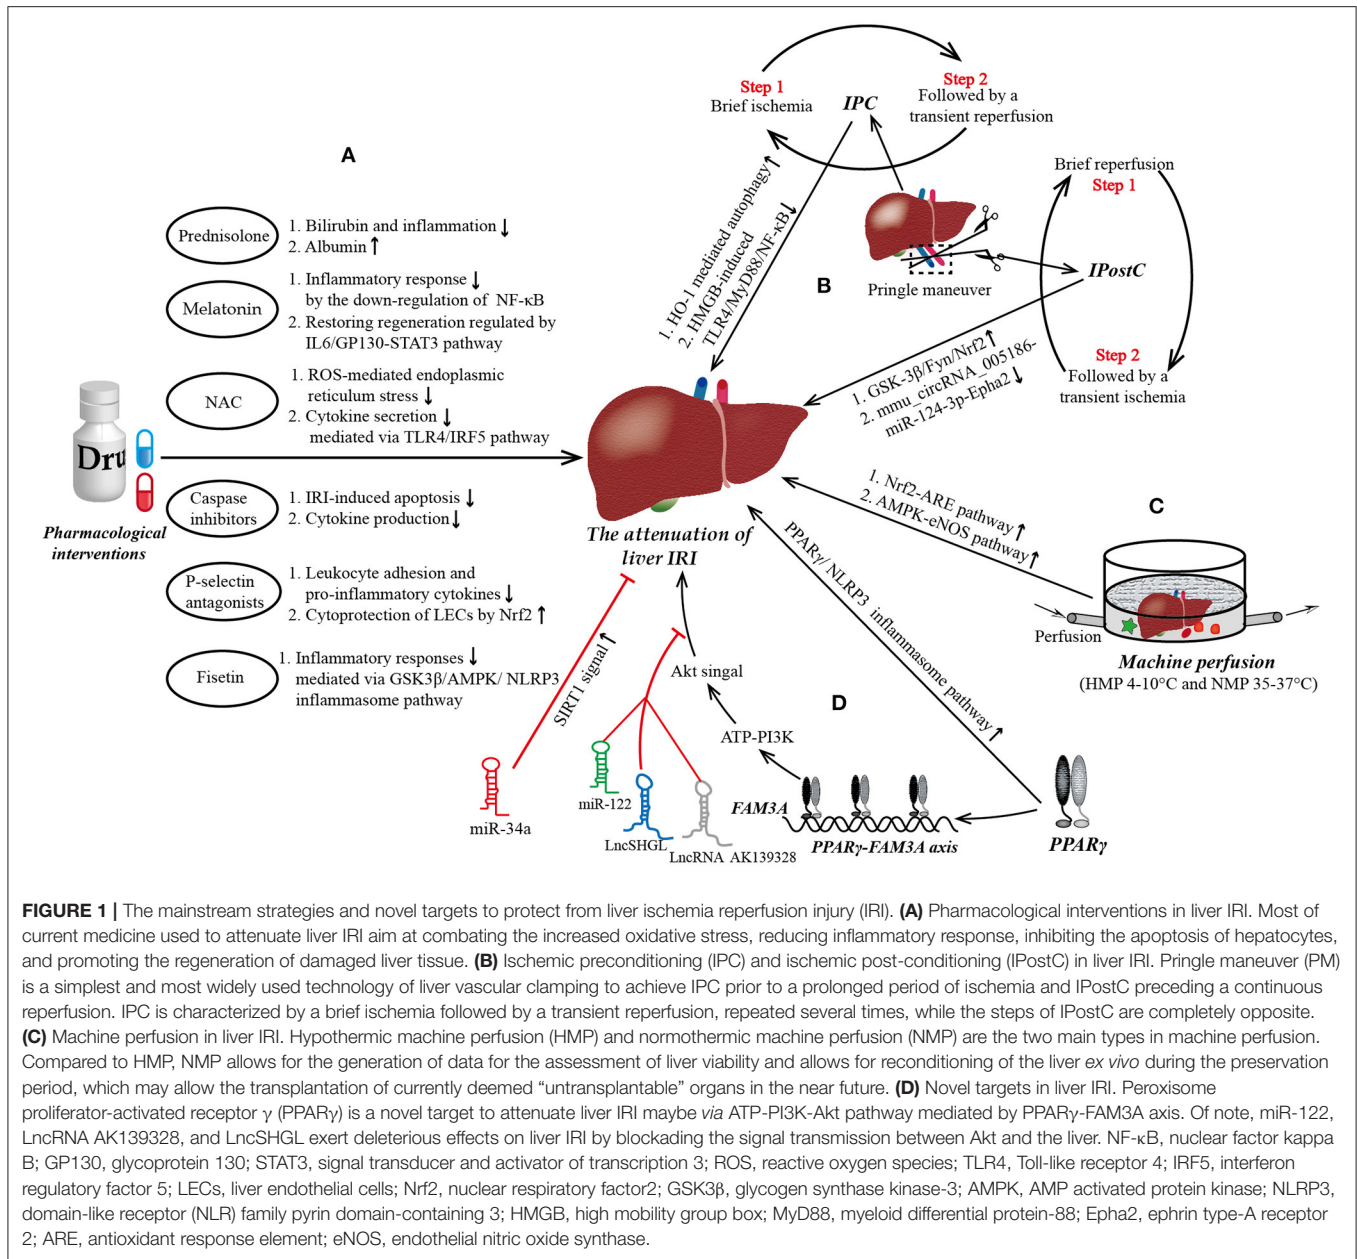 A
Prednisolone
1. Bilirubin and inflammation ↓
2. Albumin ↑
Melatonin
1. Inflammatory response ↓
by the down-regulation of NF-κB
2. Restoring regeneration regulated by
IL6/GP130-STAT3 pathway
NAC
1. ROS-mediated endoplasmic
reticulum stress ↓
2. Cytokine secretion ↓
mediated via TLR4/IRF5 pathway
Dru
Pharmacological
interventions
Caspase
inhibitors
1. IRI-induced apoptosis ↓
2. Cytokine production ↓
P-selectin
antagonists
1. Leukocyte adhesion and
pro-inflammatory cytokines ↓
2. Cytoprotection of LECs by Nrf2 ↑
Fisetin
1. Inflammatory responses ↓
mediated via GSK3β/AMPK/ NLRP3
inflammasome pathway
Step 1
Brief ischemia
IPC
Step 2
Followed by a
transient reperfusion
1. HO-1 mediated autophagy ↑
2. HMGB-induced
TLR4/MyD88/NF-κB ↓
B
Pringle maneuver
Brief reperfusion
Step 1
IPostC
Step 2
Followed by a
transient ischemia
1. GSK-3β/Fyn/Nrf2 ↑
2. mmu_circRNA_005186-
miR-124-3p-Epha2 ↓
The attenuation of
liver IRI
1. Nrf2-ARE pathway ↑
2. AMPK-eNOS pathway ↑
C
Perfusion
Machine perfusion
(HMP 4-10°C and NMP 35-37°C)
PPARγ/ NLRP3 inflammasome pathway ↑
D
SIRT1 signal ↑
Akt singal
ATP-PI3K
miR-34a
miR-122
LncSHGL
LncRNA AK139328
FAM3A
PPARγ-FAM3A axis
PPARγ
FIGURE 1 | The mainstream strategies and novel targets to protect from liver ischemia reperfusion injury (IRI). (A) Pharmacological interventions in liver IRI. Most of
current medicine used to attenuate liver IRI aim at combating the increased oxidative stress, reducing inflammatory response, inhibiting the apoptosis of hepatocytes,
and promoting the regeneration of damaged liver tissue. (B) Ischemic preconditioning (IPC) and ischemic post-conditioning (IPostC) in liver IRI. Pringle maneuver (PM)
is a simplest and most widely used technology of liver vascular clamping to achieve IPC prior to a prolonged period of ischemia and IPostC preceding a continuous
reperfusion. IPC is characterized by a brief ischemia followed by a transient reperfusion, repeated several times, while the steps of IPostC are completely opposite.
(C) Machine perfusion in liver IRI. Hypothermic machine perfusion (HMP) and normothermic machine perfusion (NMP) are the two main types in machine perfusion.
Compared to HMP, NMP allows for the generation of data for the assessment of liver viability and allows for reconditioning of the liver ex vivo during the preservation
period, which may allow the transplantation of currently deemed “untransplantable” organs in the near future. (D) Novel targets in liver IRI. Peroxisome
proliferator-activated receptor γ (PPARγ) is a novel target to attenuate liver IRI maybe via ATP-PI3K-Akt pathway mediated by PPARγ-FAM3A axis. Of note, miR-122,
LncRNA AK139328, and LncSHGL exert deleterious effects on liver IRI by blockading the signal transmission between Akt and the liver. NF-κB, nuclear factor kappa
B; GP130, glycoprotein 130; STAT3, signal transducer and activator of transcription 3; ROS, reactive oxygen species; TLR4, Toll-like receptor 4; IRF5, interferon
regulatory factor 5; LECs, liver endothelial cells; Nrf2, nuclear respiratory factor2; GSK3β, glycogen synthase kinase-3; AMPK, AMP activated protein kinase; NLRP3,
domain-like receptor (NLR) family pyrin domain-containing 3; HMGB, high mobility group box; MyD88, myeloid differential protein-88; Epha2, ephrin type-A receptor
2; ARE, antioxidant response element; eNOS, endothelial nitric oxide synthase.